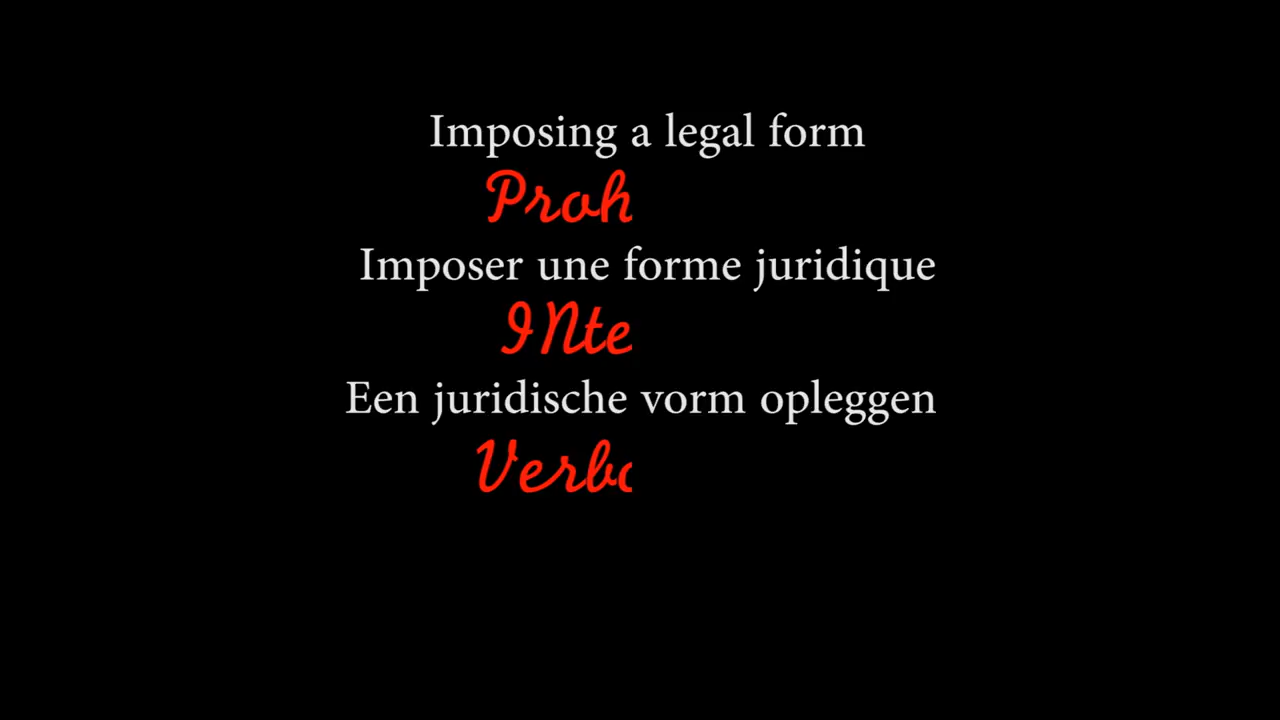 Imposing a legal form
Proh
Imposer une forme juridique
INte
Een juridische vorm opleggen
Verb